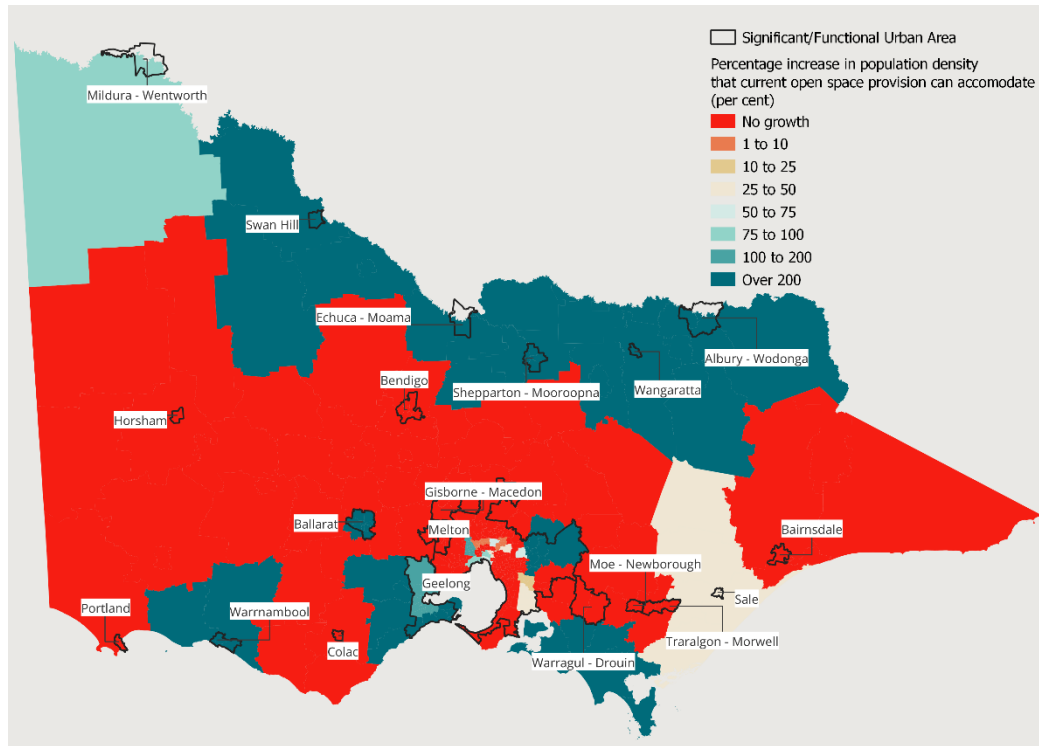 Significant/Functional Urban Area
Percentage increase in population density
that current open space provision can accomodate
(per cent)
No growth
1 to 10
10 to 25
25 to 50
50 to 75
75 to 100
100 to 200
Over 200
Mildura - Wentworth
Swan Hill
Echuca - Moama
Albury - Wodonga
Shepparton - Mooroopna
Wangaratta
Bendigo
Horsham
Gisborne - Macedon
Ballarat
Melton
Bairnsdale
Moe - Newborough
Geelong
Sale
Portland
Warrnambool
Traralgon - Morwell
Colac
Warragul - Drouin